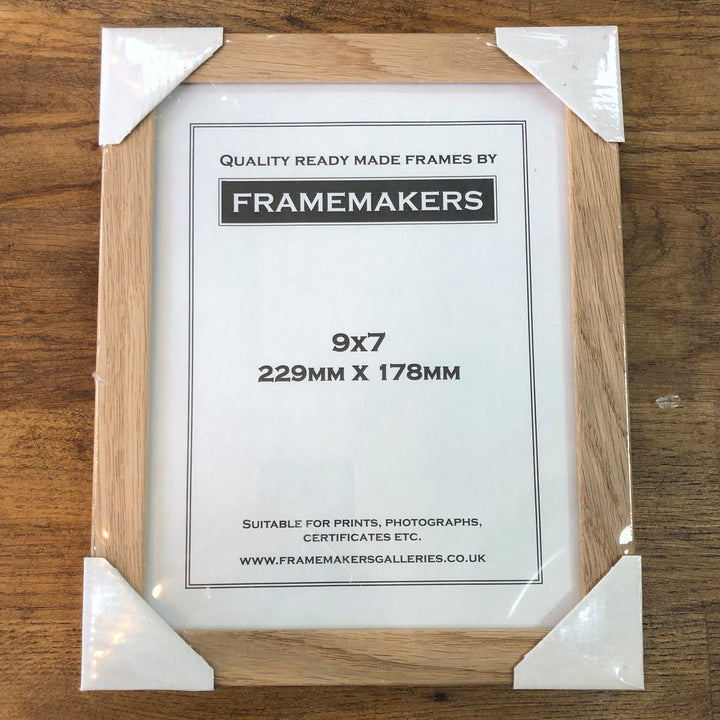 QUALITY READY MADE FRAMES BY
FRAMEMAKERS
9X7
229MM X 178MM
SUITABLE FOR PRINTS, PHOTOGRAPHS,
CERTIFICATES ETC.
WWW.FRAMEMAKERSGALLERIES.CO.UK